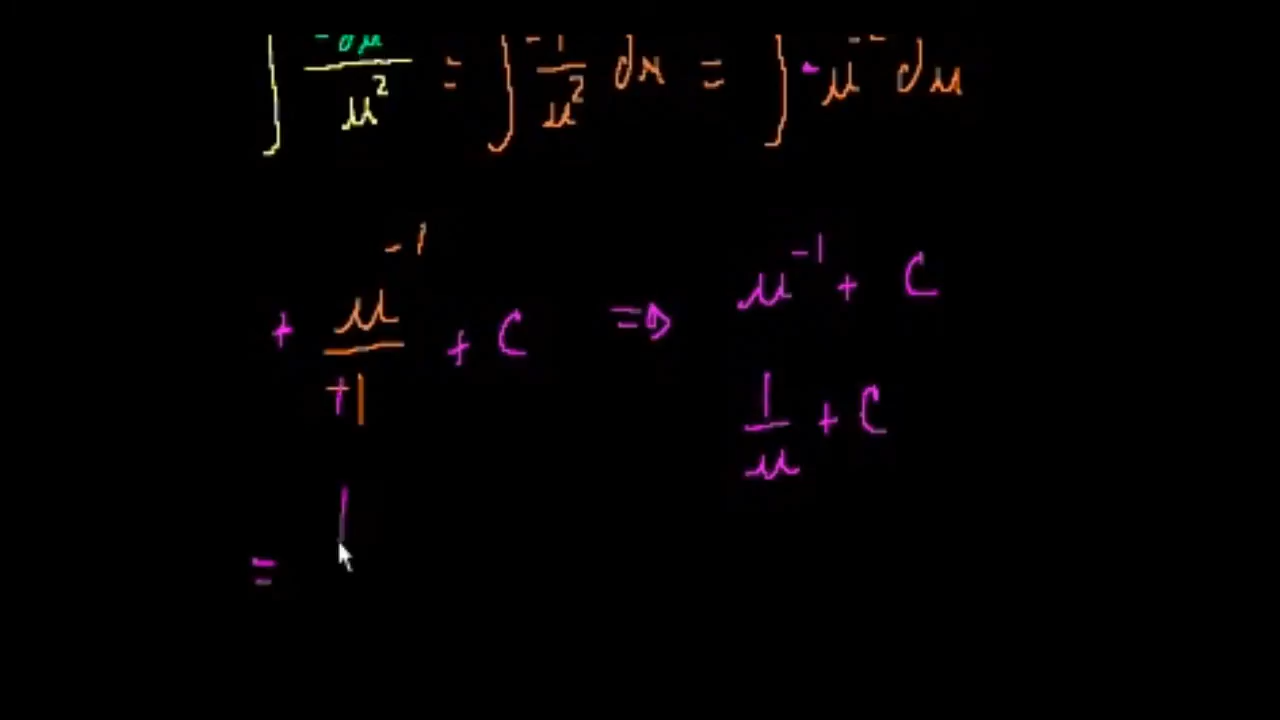 ∫ -du/u² = ∫ -1/u² du = ∫ -u⁻² du
+ u⁻¹/+1 + C ⇒ u⁻¹ + C
1/u + C
= 1